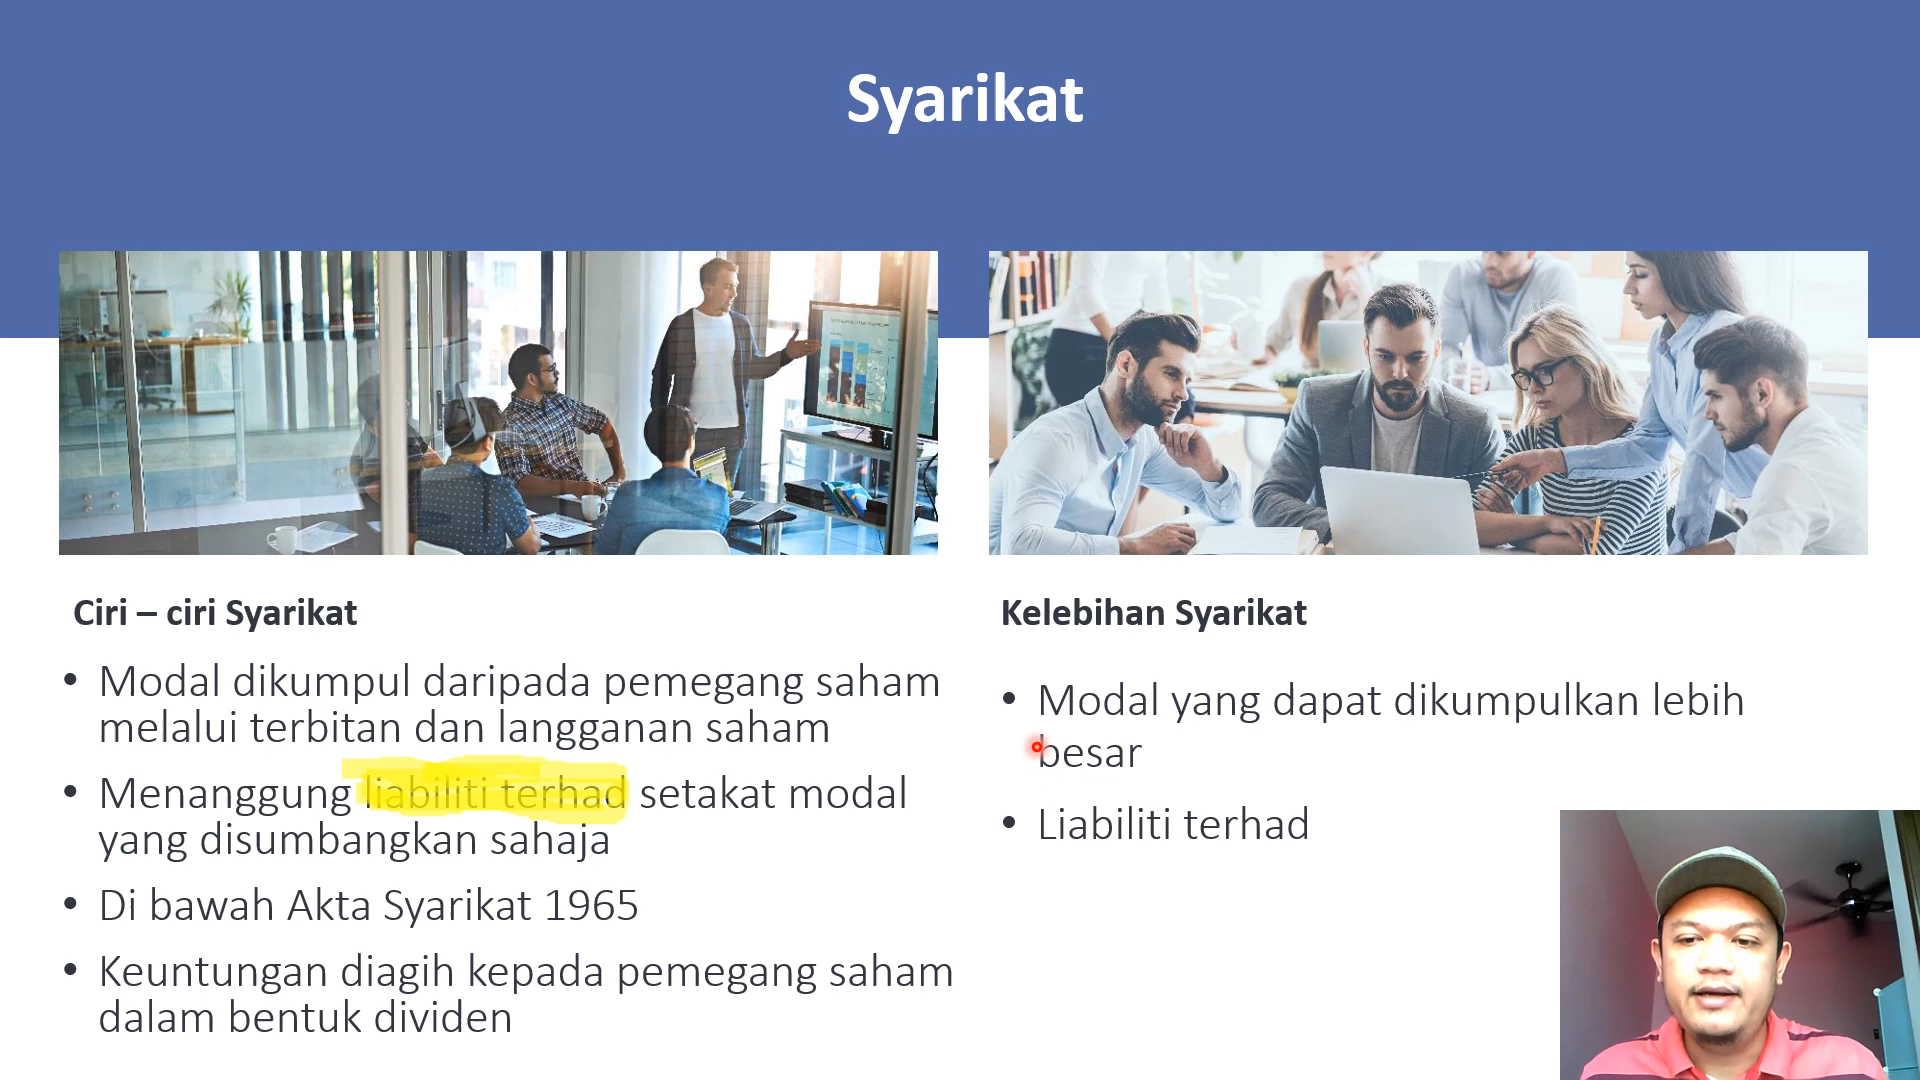 Syarikat
Ciri – ciri Syarikat
• Modal dikumpul daripada pemegang saham
melalui terbitan dan langganan saham
• Menanggung liabiliti terhad setakat modal
yang disumbangkan sahaja
• Di bawah Akta Syarikat 1965
• Keuntungan diagih kepada pemegang saham
dalam bentuk dividen
Kelebihan Syarikat
• Modal yang dapat dikumpulkan lebih
besar
• Liabiliti terhad